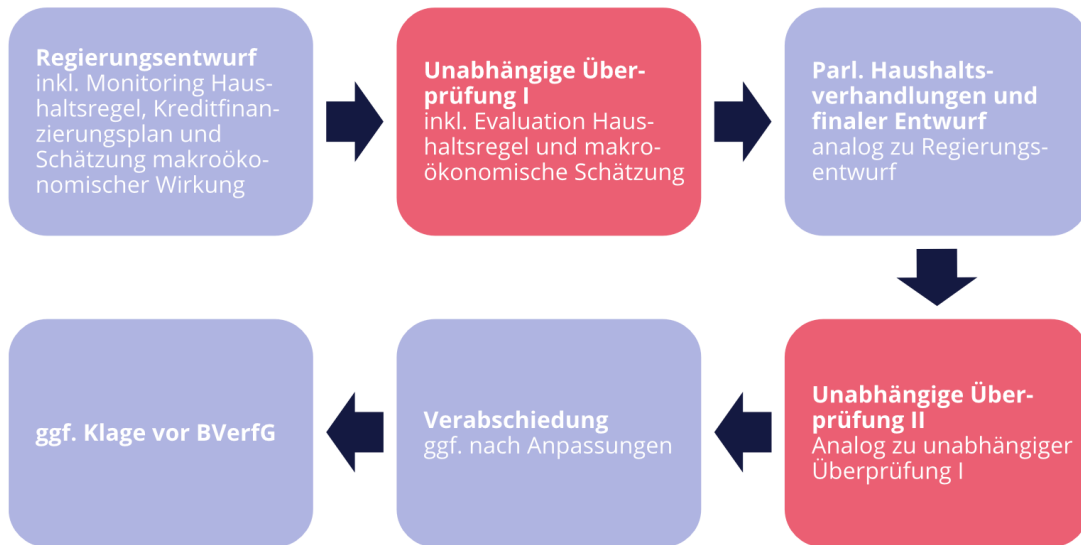 Regierungsentwurf
inkl. Monitoring Haus-
haltsregel, Kreditfinan-
zierungsplan und
Schätzung makroöko-
nomischer Wirkung
Unabhängige Über-
prüfung I
inkl. Evaluation Haus-
haltsregel und makro-
ökonomische Schätzung
Parl. Haushalts-
verhandlungen und
finaler Entwurf
analog zu Regierungs-
entwurf
Unabhängige Über-
prüfung II
Analog zu unabhängiger
Überprüfung I
Verabschiedung
ggf. nach Anpassungen
ggf. Klage vor BVerfG